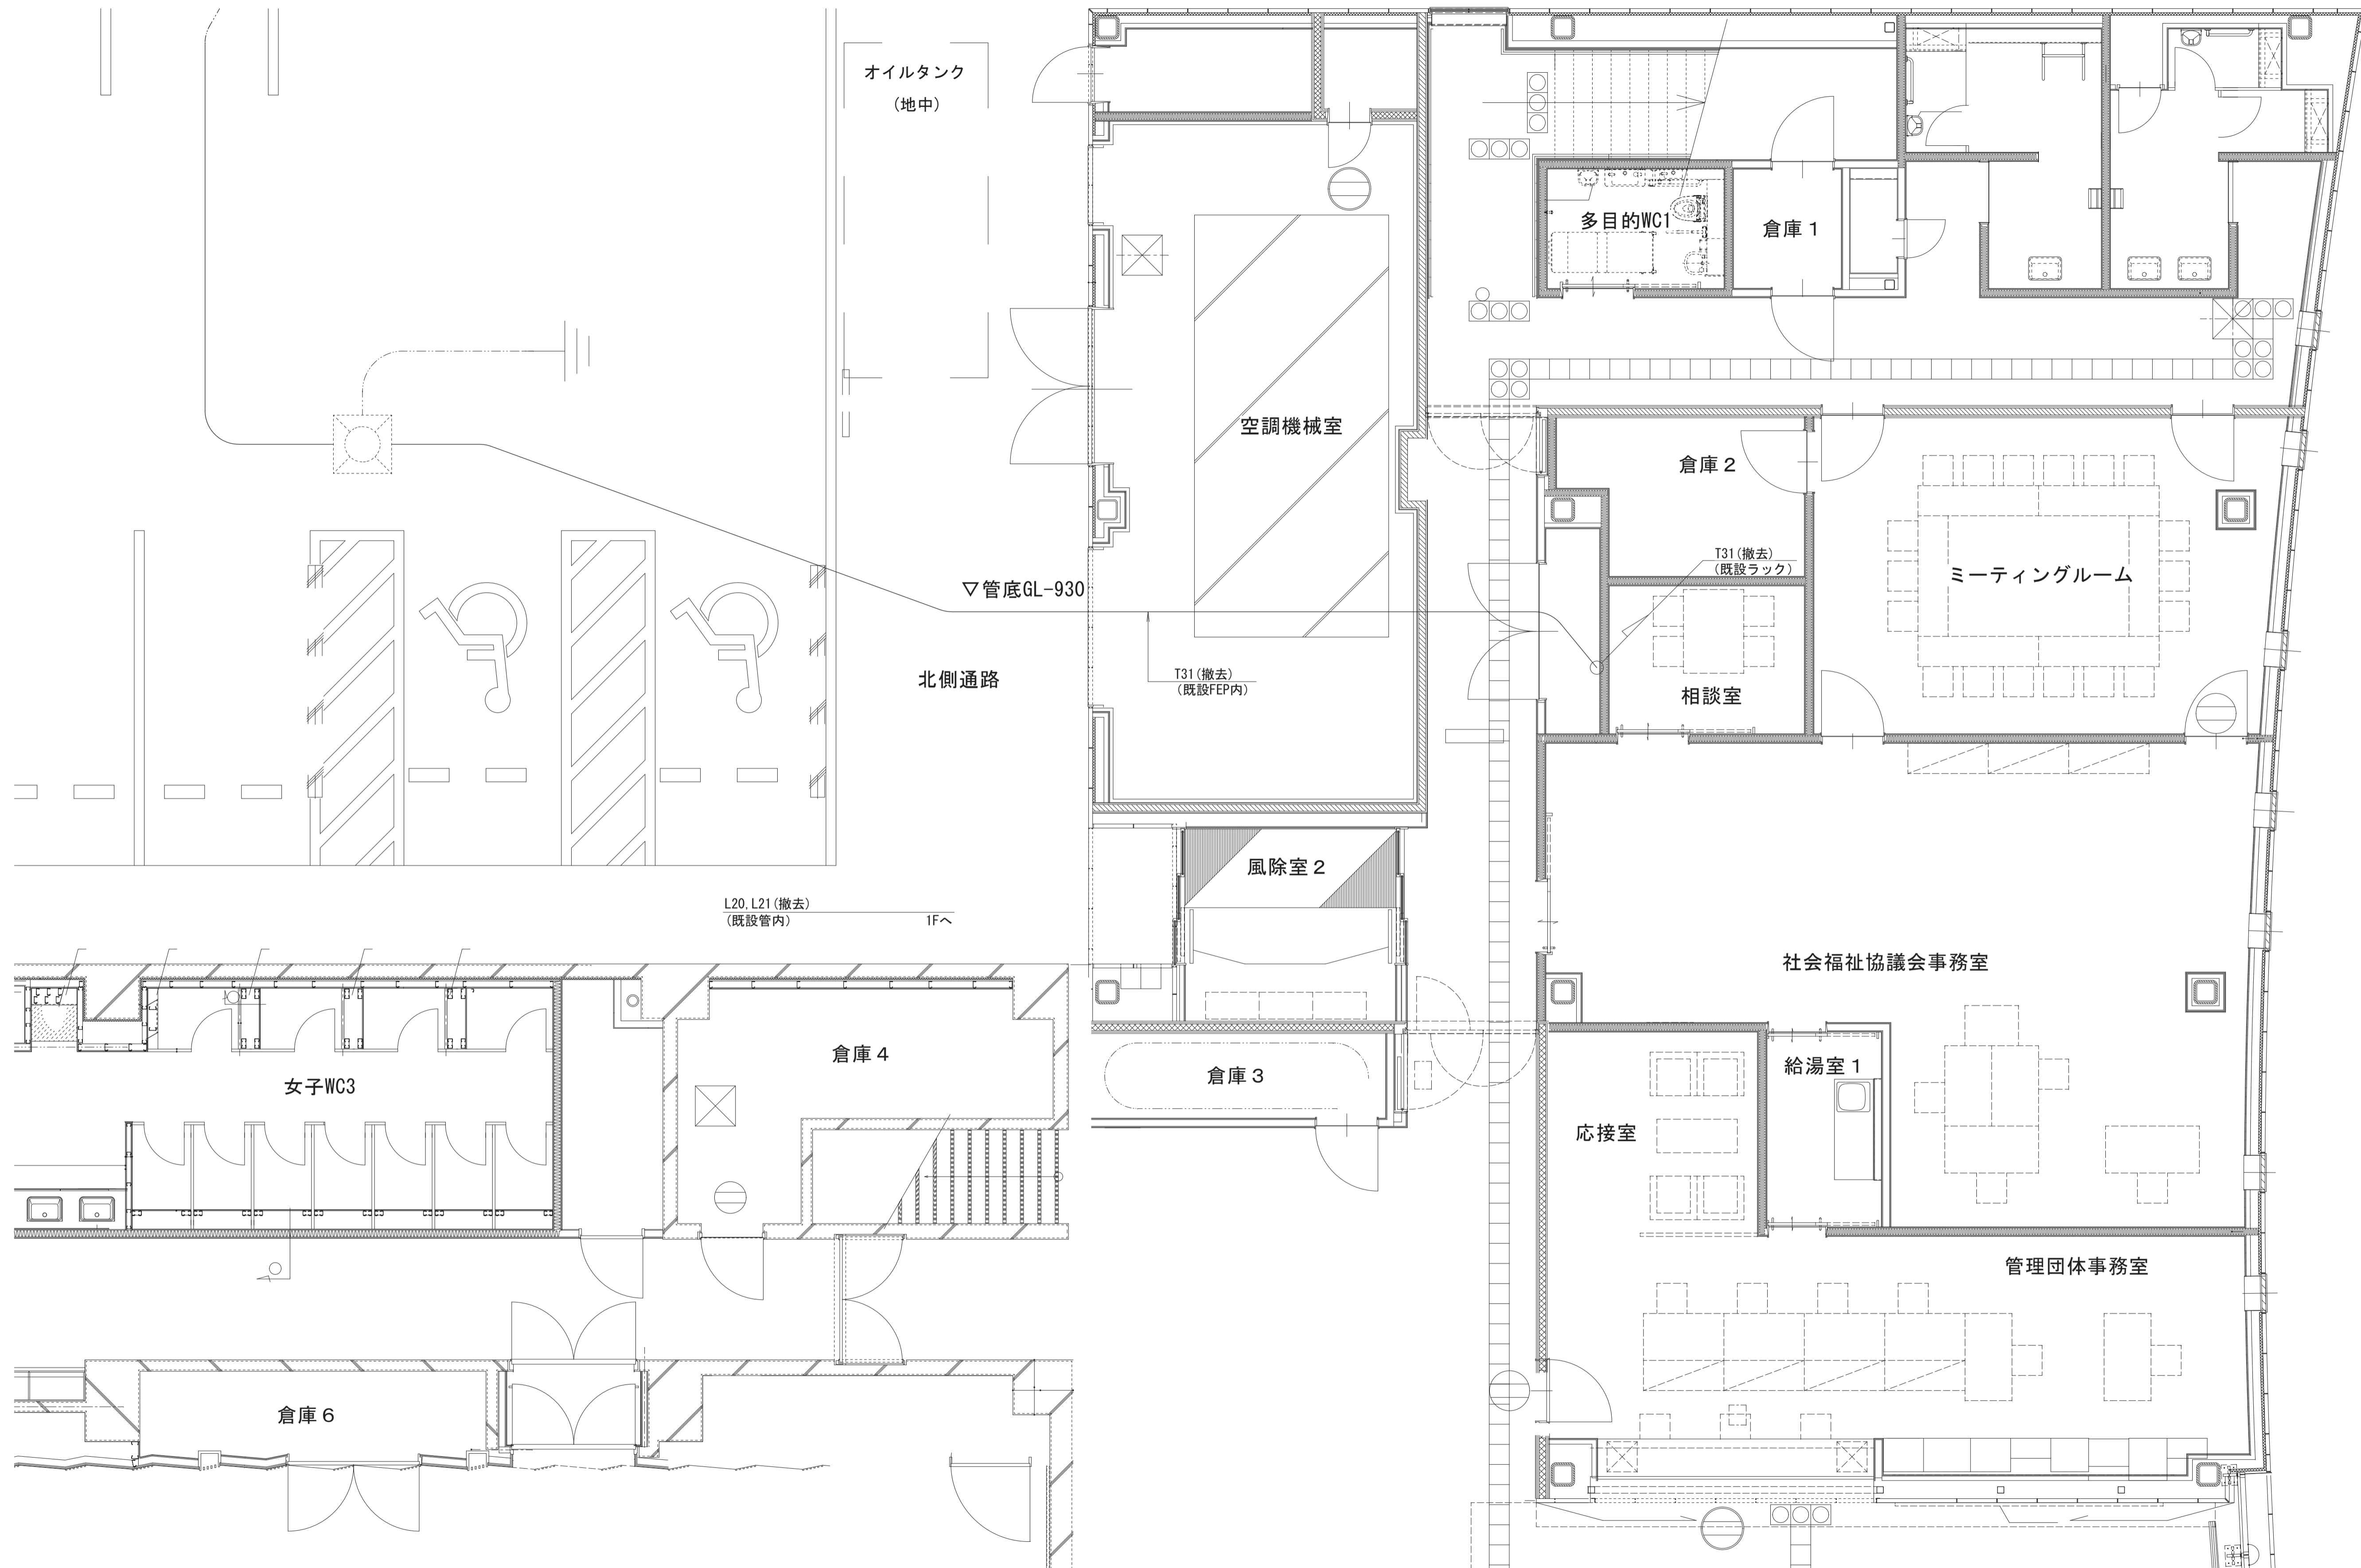 オイルタンク
(地中)
多目的WC1
倉庫１
空調機械室
倉庫２
T31(撤去)
(既設ラック)
ミーティングルーム
▽管底GL-930
北側通路
T31(撤去)
(既設FEP内)
相談室
風除室２
L20,L21(撤去)
(既設管内) 1Fへ
社会福祉協議会事務室
倉庫４
倉庫３
給湯室１
女子WC3
応接室
管理団体事務室
倉庫６